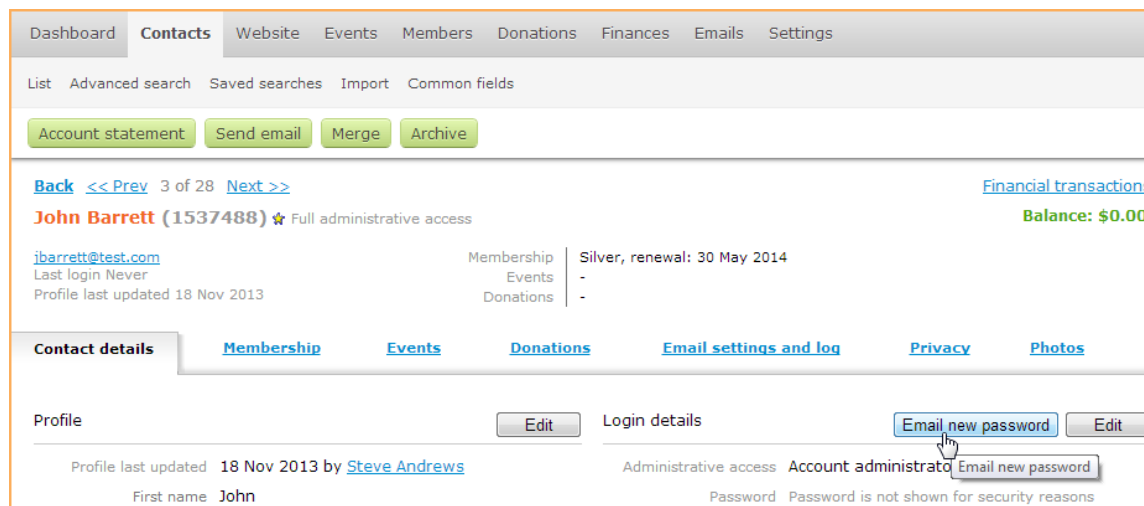 Dashboard Contacts Website Events Members Donations Finances Emails Settings
List Advanced search Saved searches Import Common fields
Account statement Send email Merge Archive
Back << Prev 3 of 28 Next >> Financial transactions
John Barrett (1537488) Full administrative access Balance: $0.00
jbarrett@test.com Membership Silver, renewal: 30 May 2014
Last login Never Events -
Profile last updated 18 Nov 2013 Donations -
Contact details Membership Events Donations Email settings and log Privacy Photos
Profile Edit Login details Email new password Edit
Profile last updated 18 Nov 2013 by Steve Andrews Administrative access Account administrato Email new password
First name John Password Password is not shown for security reasons